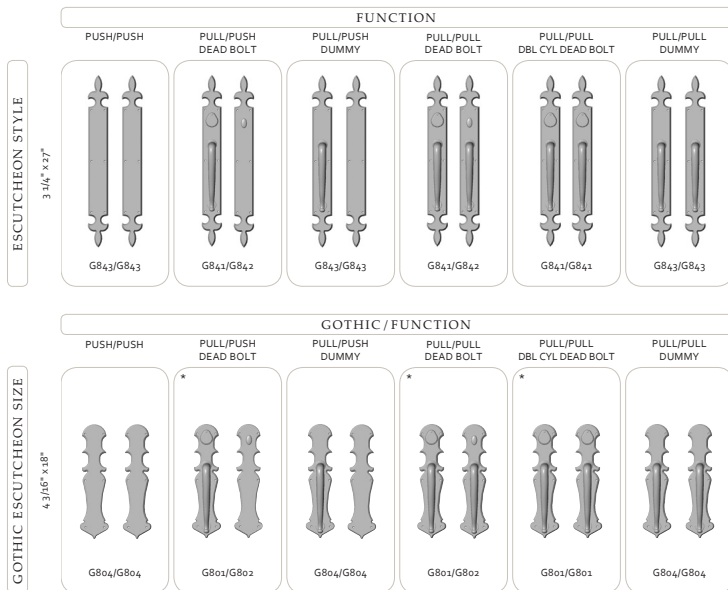 FUNCTION
PUSH/PUSH
PULL/PUSH
DEAD BOLT
PULL/PUSH
DUMMY
PULL/PULL
DEAD BOLT
PULL/PULL
DBL CYL DEAD BOLT
PULL/PULL
DUMMY
ESCUTCHEON STYLE
3 1/4" x 27"
G843/G843
G841/G842
G843/G843
G841/G842
G841/G841
G843/G843
GOTHIC/FUNCTION
PUSH/PUSH
PULL/PUSH
DEAD BOLT
PULL/PUSH
DUMMY
PULL/PULL
DEAD BOLT
PULL/PULL
DBL CYL DEAD BOLT
PULL/PULL
DUMMY
GOTHIC ESCUTCHEON SIZE
4 3/16" x 18"
*
*
*
G804/G804
G801/G802
G804/G804
G801/G802
G801/G801
G804/G804